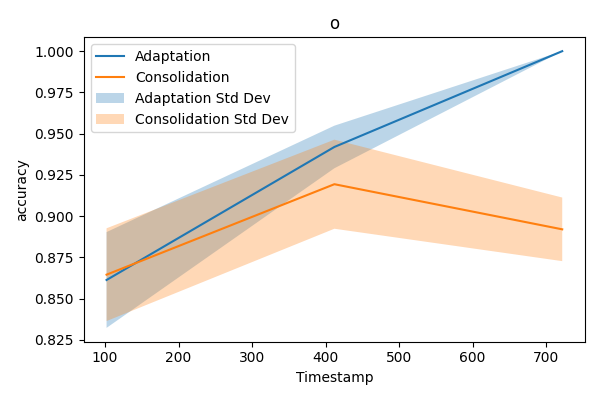 o
1.000
0.975
0.950
0.925
0.900
0.875
0.850
0.825
accuracy
Adaptation
Consolidation
Adaptation Std Dev
Consolidation Std Dev
100 200 300 400 500 600 700
Timestamp